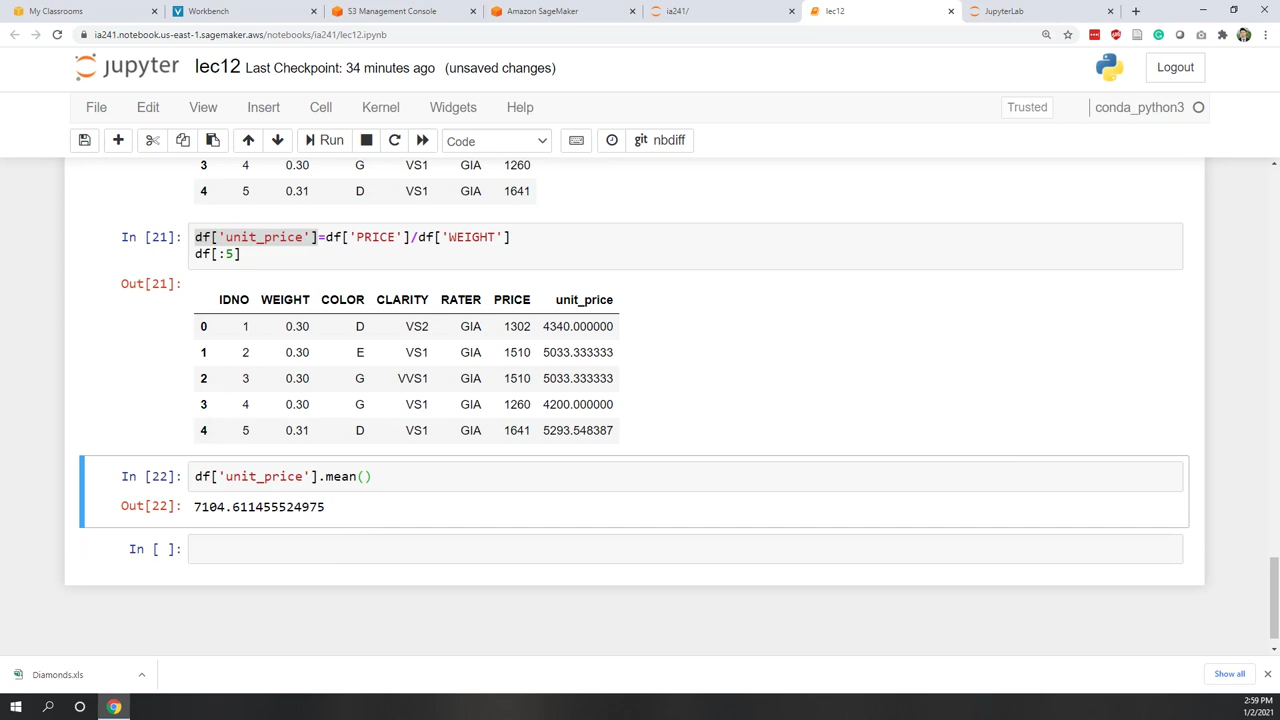 My Classrooms
Workbench
S3 Management Console
Amazon SageMaker
ia241/
lec12
JupyterLab
ia241.notebook.us-east-1.sagemaker.aws/notebooks/ia241/lec12.ipynb
jupyter lec12 Last Checkpoint: 34 minutes ago (unsaved changes) Logout
File Edit View Insert Cell Kernel Widgets Help Trusted conda_python3
Run Code git nbdiff
3 4 0.30 G VS1 GIA 1260
4 5 0.31 D VS1 GIA 1641
In [21]: df['unit_price']=df['PRICE']/df['WEIGHT']
df[:5]
Out[21]:
IDNO WEIGHT COLOR CLARITY RATER PRICE unit_price
0 1 0.30 D VS2 GIA 1302 4340.000000
1 2 0.30 E VS1 GIA 1510 5033.333333
2 3 0.30 G VVS1 GIA 1510 5033.333333
3 4 0.30 G VS1 GIA 1260 4200.000000
4 5 0.31 D VS1 GIA 1641 5293.548387
In [22]: df['unit_price'].mean()
Out[22]: 7104.611455524975
In [ ]:
Diamonds.xls
Show all
2:59 PM
1/2/2021